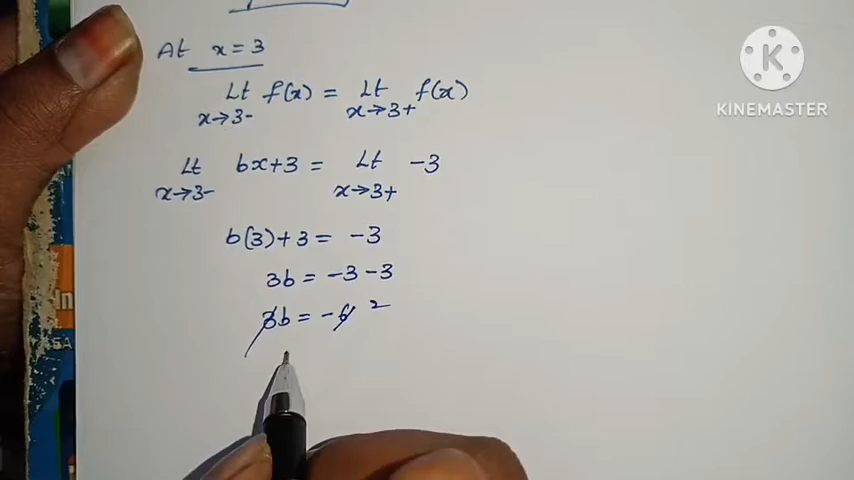 At x = 3
Lt f(x) = Lt f(x)
x→3- x→3+
Lt bx+3 = Lt -3
x→3- x→3+
b(3)+3 = -3
3b = -3-3
3b = -6 2
KINEMASTER